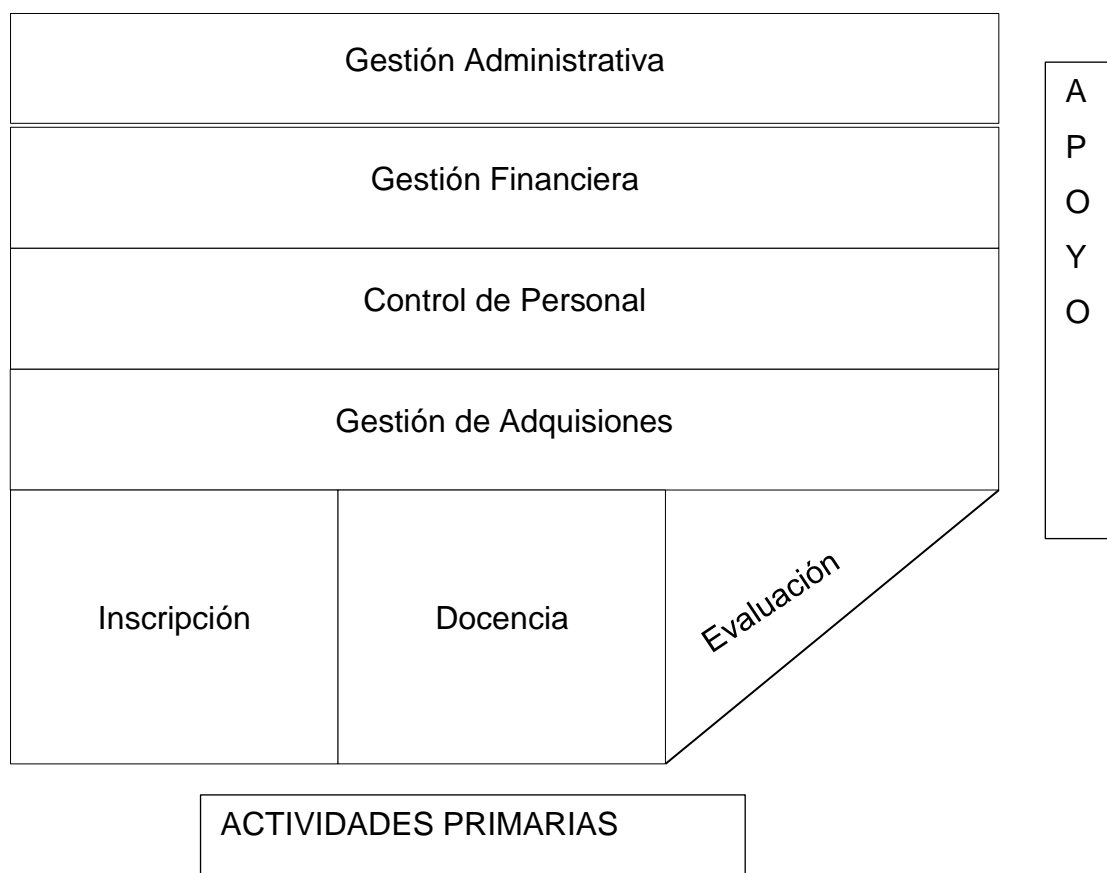 Gestión Administrativa
Gestión Financiera
Control de Personal
Gestión de Adquisiones
Inscripción
Docencia
Evaluación
A
P
O
Y
O
ACTIVIDADES PRIMARIAS